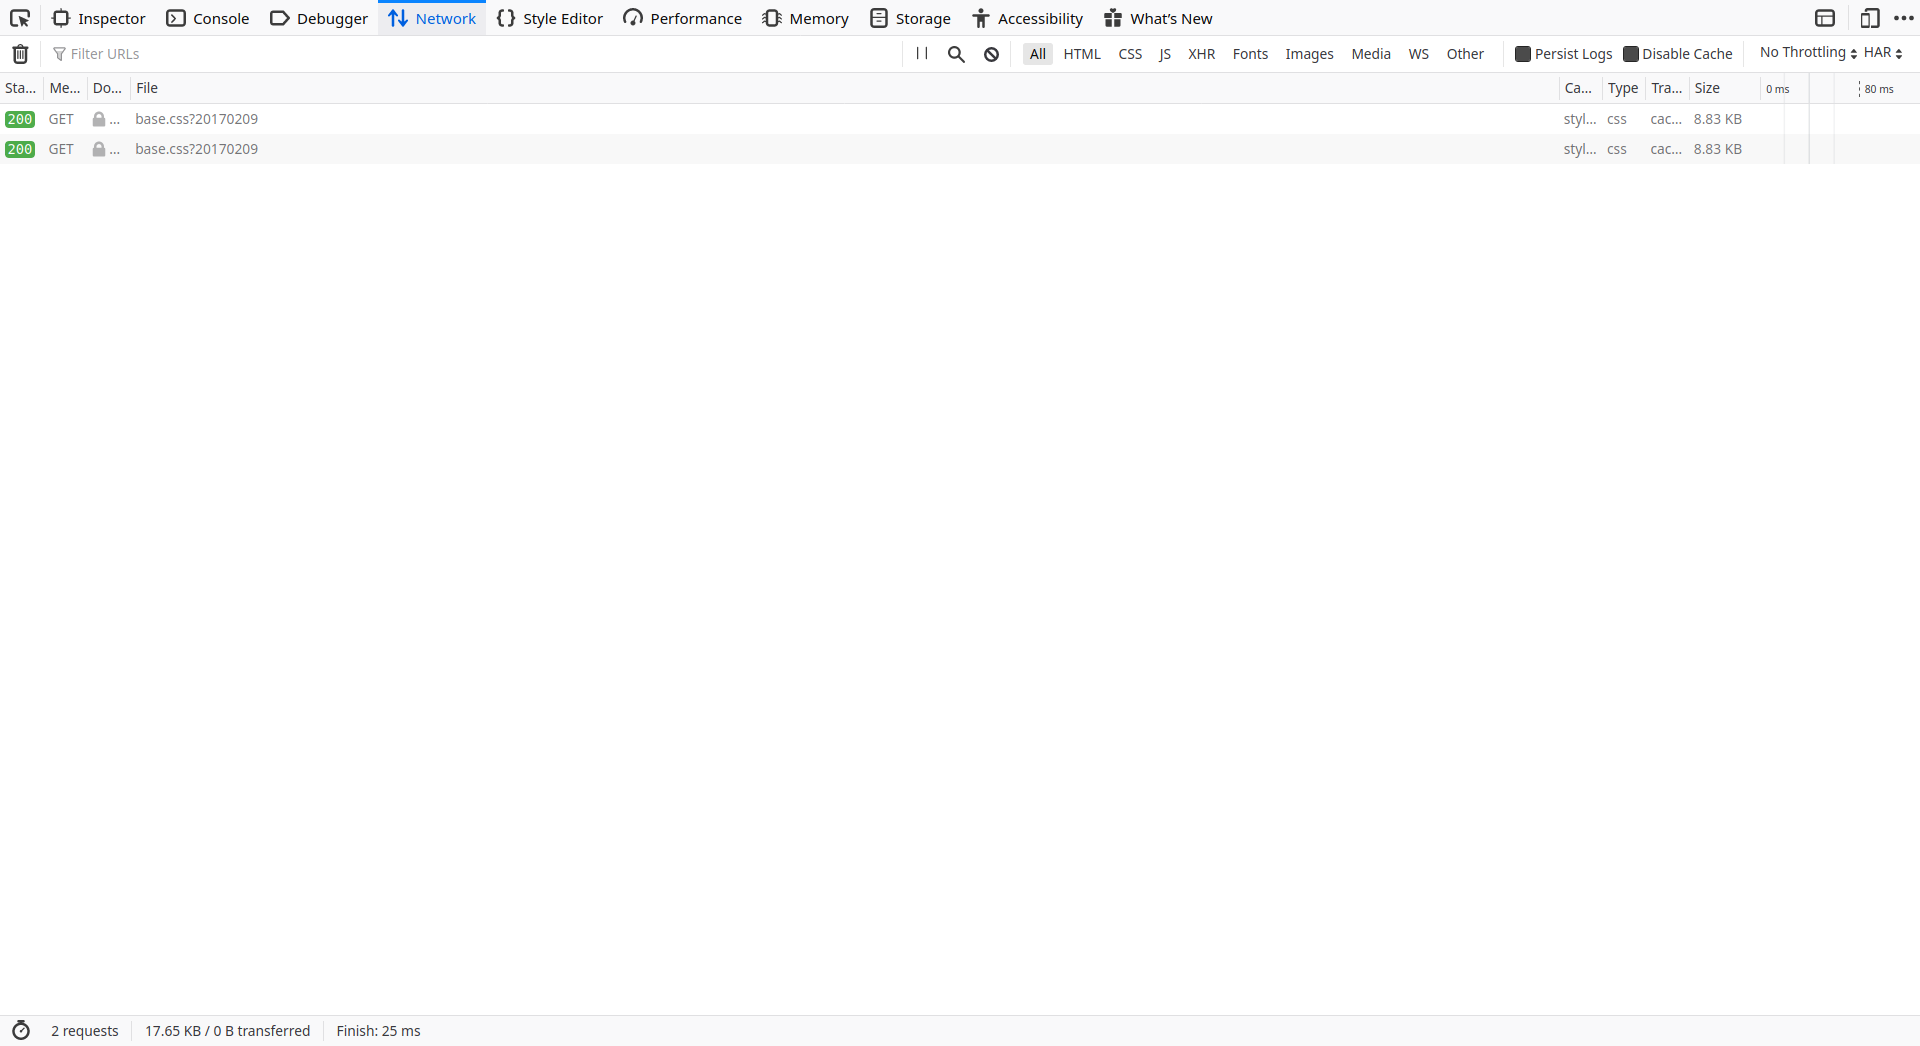 Inspector Console Debugger Network Style Editor Performance Memory Storage Accessibility What's New
Filter URLs All HTML CSS JS XHR Fonts Images Media WS Other Persist Logs Disable Cache No Throttling HAR
Sta... Me... Do... File Ca... Type Tra... Size 0 ms 80 ms
200 GET ... base.css?20170209 styl... css cac... 8.83 KB
200 GET ... base.css?20170209 styl... css cac... 8.83 KB
2 requests 17.65 KB / 0 B transferred Finish: 25 ms